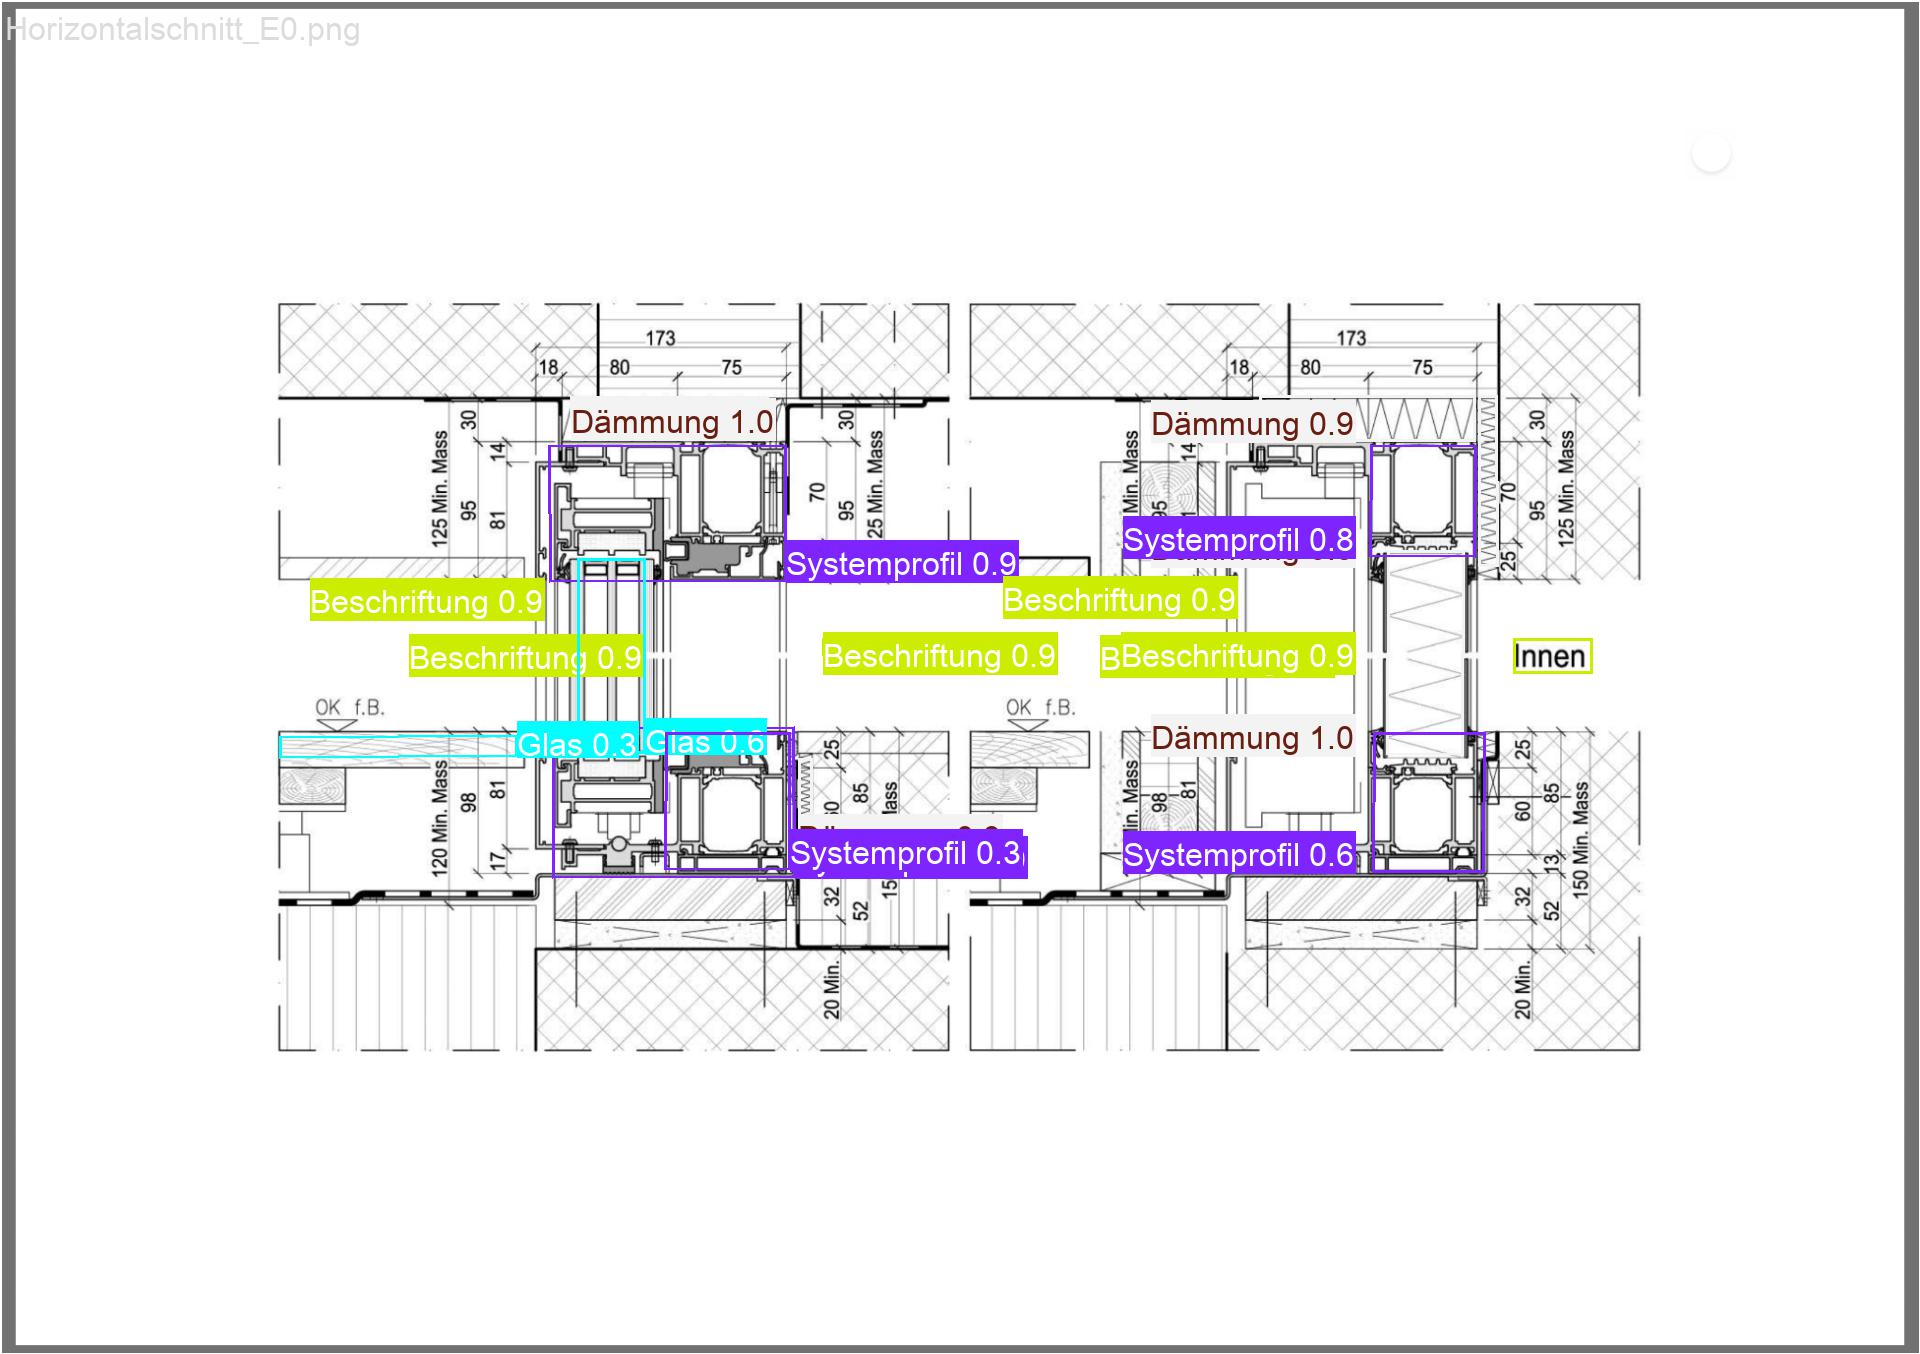 Horizontalschnitt_E0.png
173
173
18
80
75
18
80
75
Dämmung 1.0
Dämmung 0.9
30
30
30
14
14
125 Min. Mass
95
81
70
95
25 Min. Mass
Min. Mass
95
70
95
125 Min. Mass
25
Systemprofil 0.9
Systemprofil 0.8
Beschriftung 0.9
Beschriftung 0.9
Beschriftung 0.9
Beschriftung 0.9
B
Beschriftung 0.9
Innen
OK f.B.
OK f.B.
Glas 0.3
Glas 0.6
Dämmung 1.0
25
25
120 Min. Mass
98
81
85
Mass
98
81
60
85
150 Min. Mass
17
Systemprofil 0.3
Systemprofil 0.6
13
32
52
15
32
52
20 Min.
20 Min.